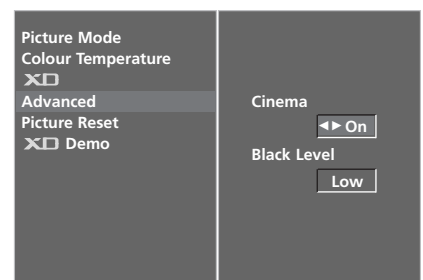 Picture Mode
Colour Temperature
XD
Advanced
Picture Reset
XD Demo
Cinema
◄► On
Black Level
Low